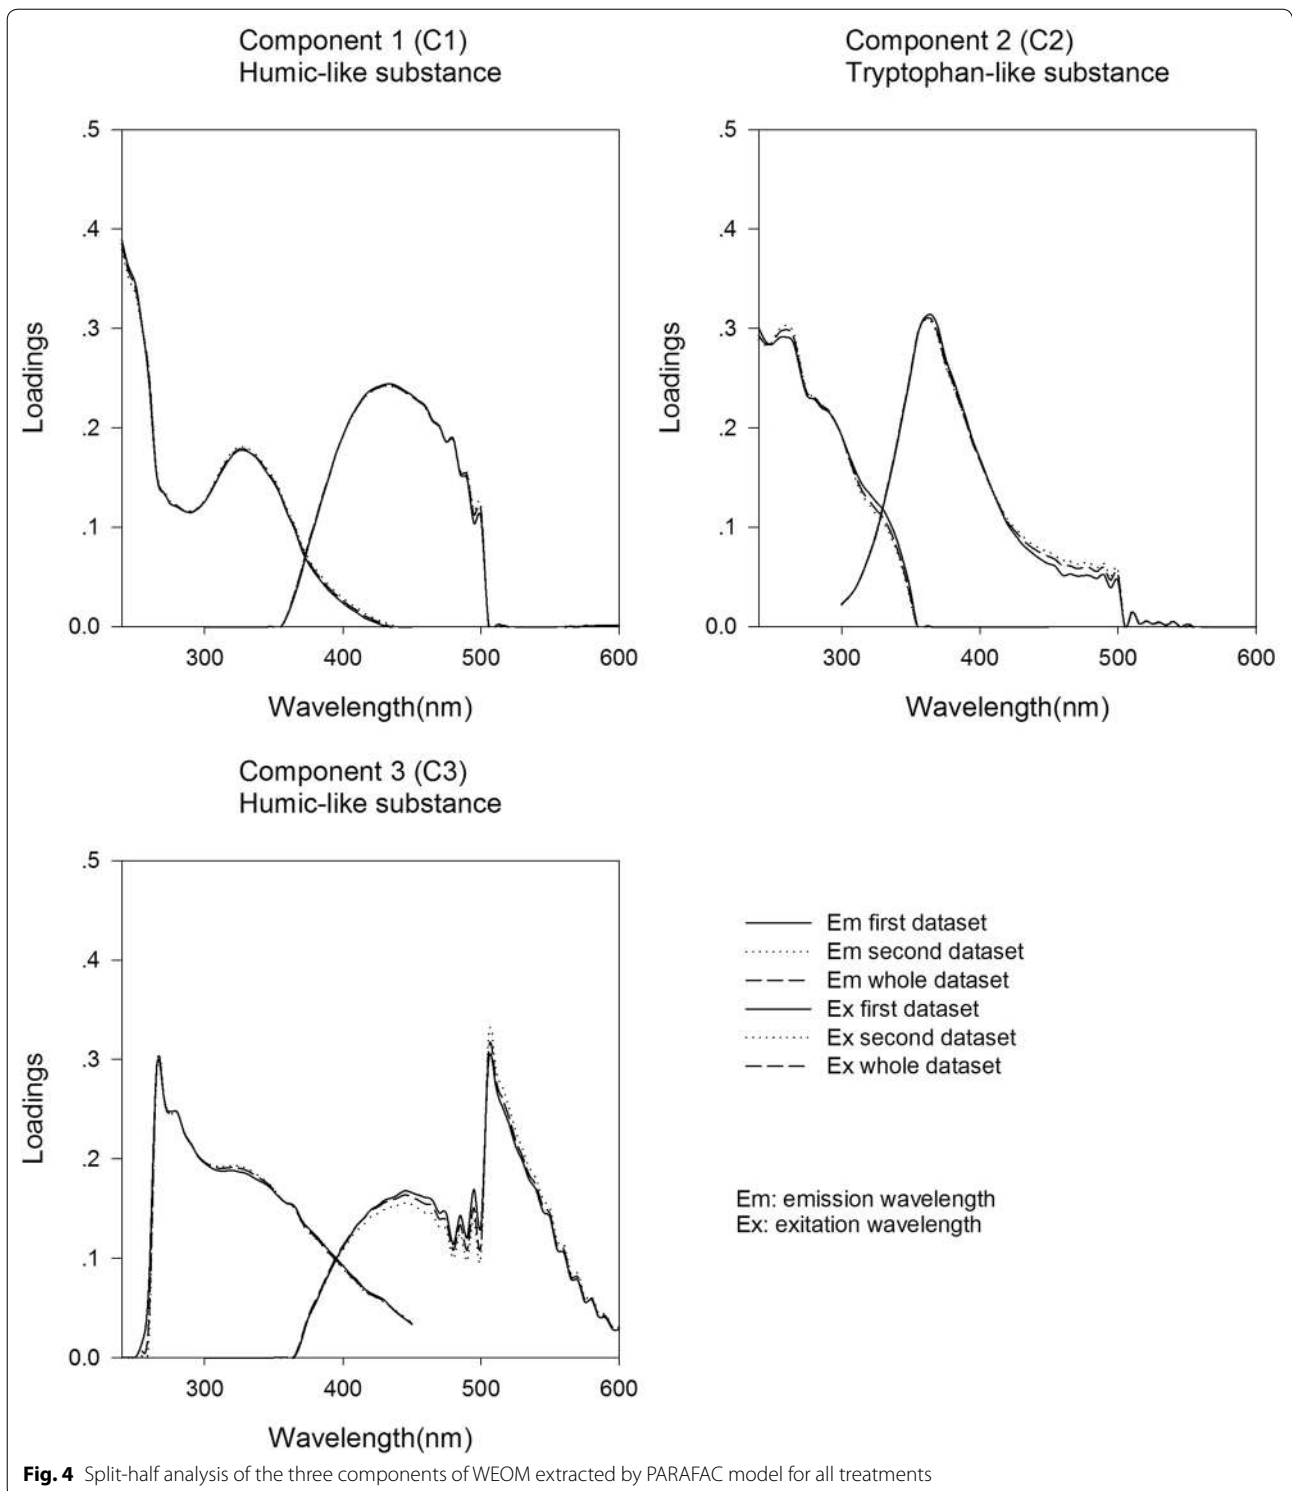 Component 1 (C1)
Humic-like substance
.5
.4
.3
.2
.1
0.0
Loadings
300 400 500 600
Wavelength(nm)
Component 2 (C2)
Tryptophan-like substance
.5
.4
.3
.2
.1
0.0
Loadings
300 400 500 600
Wavelength(nm)
Component 3 (C3)
Humic-like substance
.5
.4
.3
.2
.1
0.0
Loadings
300 400 500 600
Wavelength(nm)
Em first dataset
Em second dataset
Em whole dataset
Ex first dataset
Ex second dataset
Ex whole dataset
Em: emission wavelength
Ex: exitation wavelength
Fig. 4 Split-half analysis of the three components of WEOM extracted by PARAFAC model for all treatments